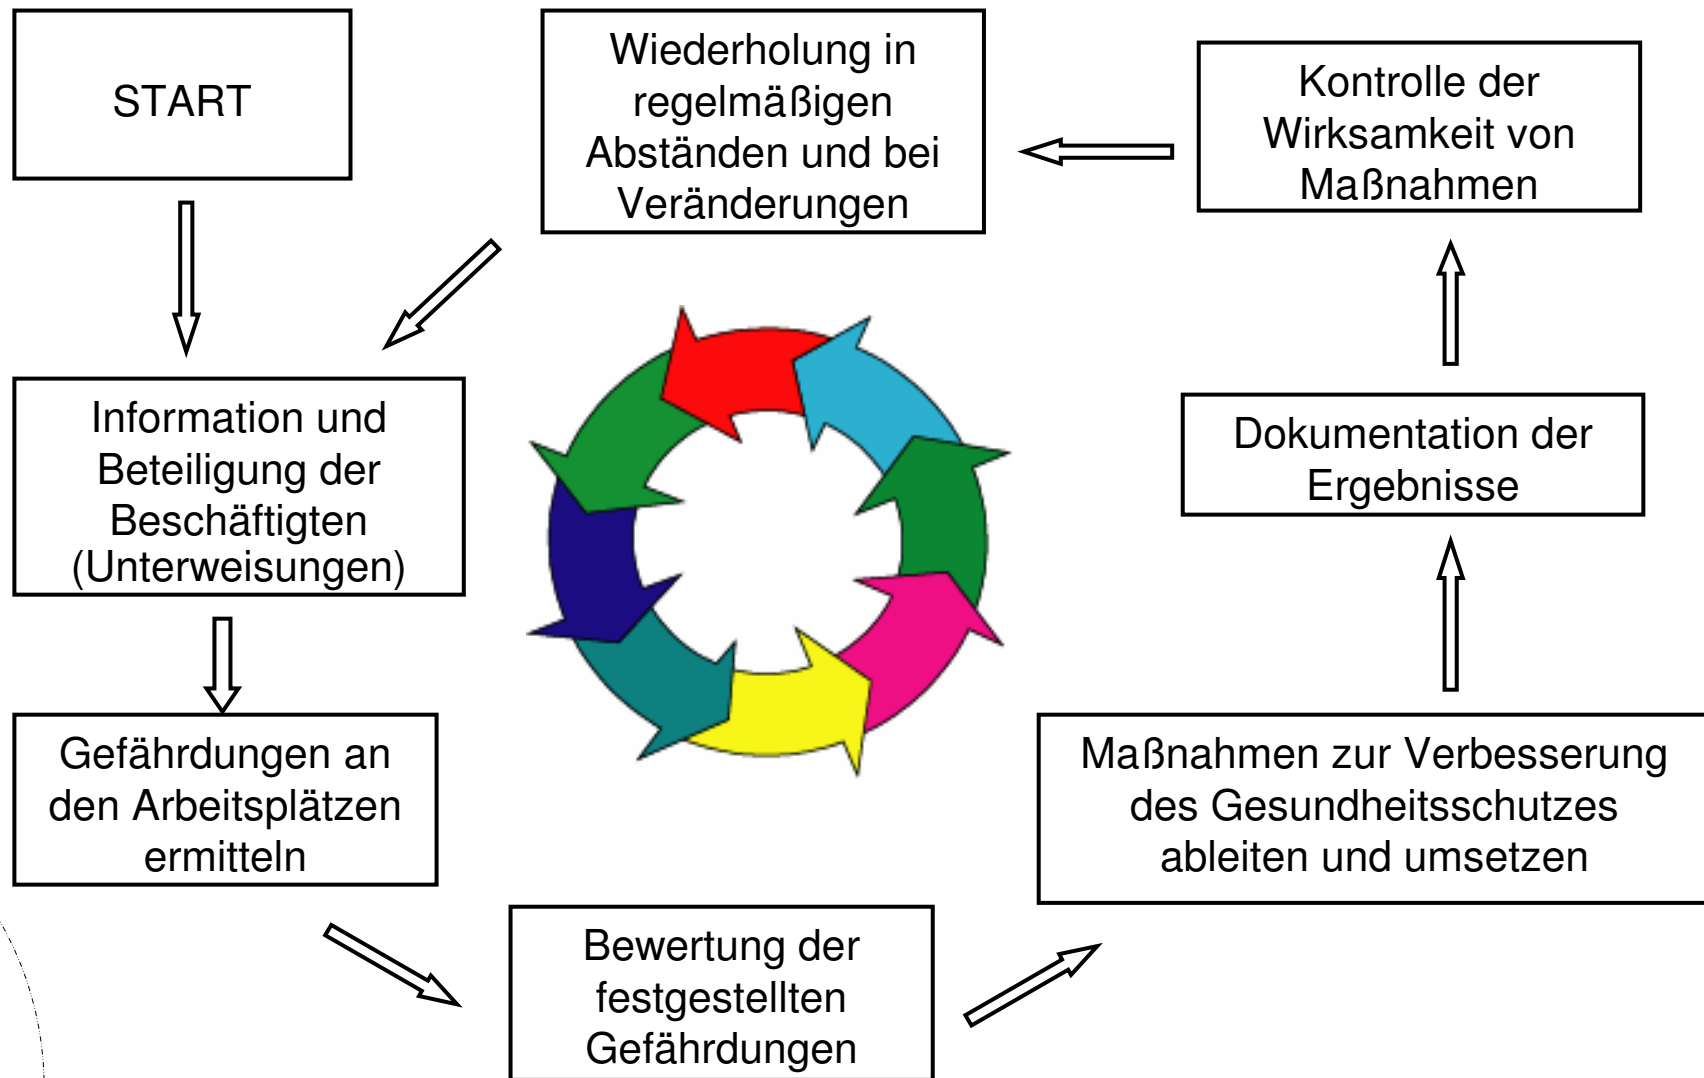 START
Wiederholung in
regelmäßigen
Abständen und bei
Veränderungen
Kontrolle der
Wirksamkeit von
Maßnahmen
Information und
Beteiligung der
Beschäftigten
(Unterweisungen)
Dokumentation der
Ergebnisse
Gefährdungen an
den Arbeitsplätzen
ermitteln
Maßnahmen zur Verbesserung
des Gesundheitsschutzes
ableiten und umsetzen
Bewertung der
festgestellten
Gefährdungen